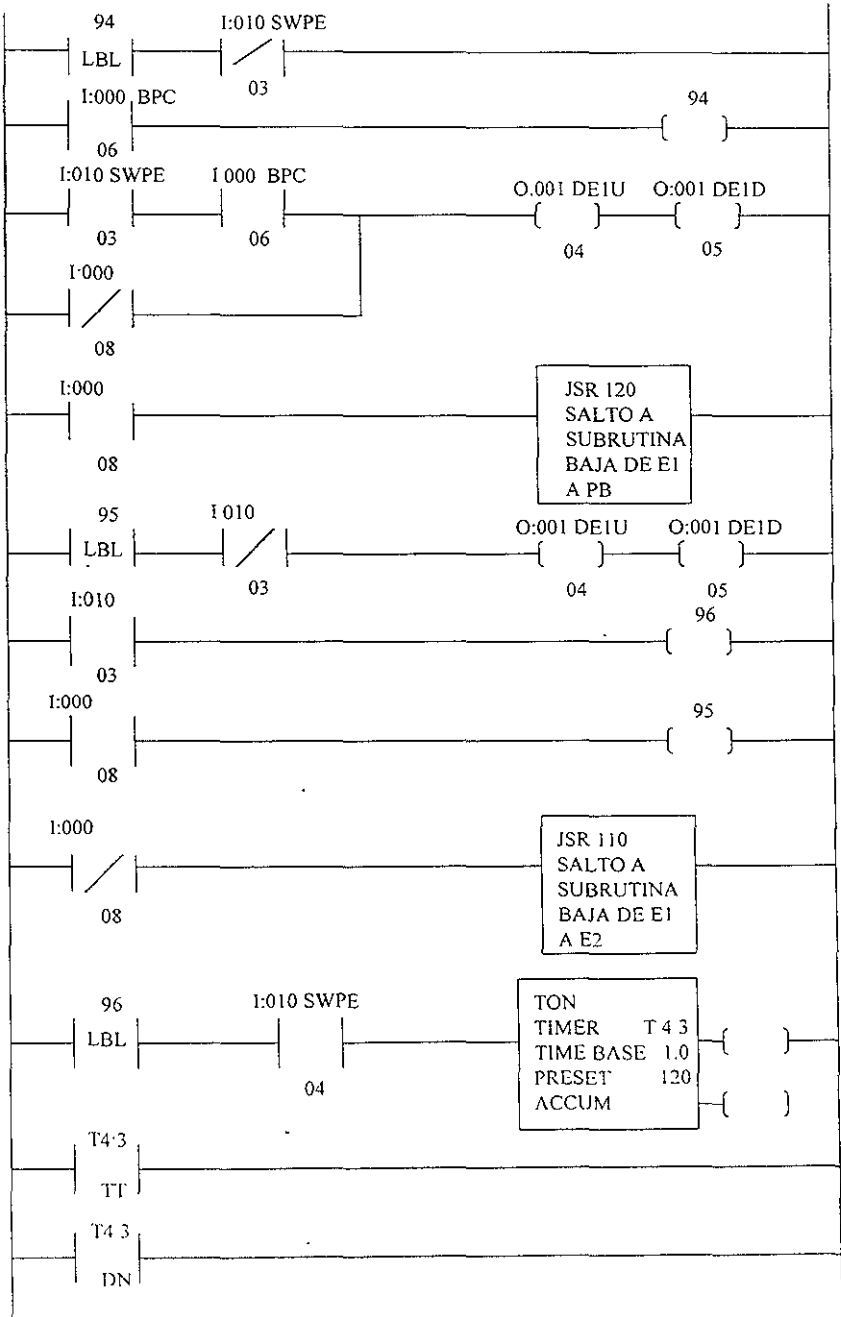 94 I:010 SWPE
LBL
03
I:000 BPC 94
06
I:010 SWPE I 000 BPC O.001 DE1U O:001 DE1D
03 06 04 05
I·000
08
I:000 JSR 120
SALTO A
SUBRUTINA
08 BAJA DE E1
A PB
95 I 010 O:001 DE1U O:001 DE1D
LBL
03 04 05
I:010 96
03
I:000 95
08
I:000 JSR 110
SALTO A
SUBRUTINA
08 BAJA DE E1
A E2
96 I:010 SWPE TON
LBL TIMER T 4 3
TIME BASE 1.0
04 PRESET 120
ACCUM
T4·3
TT
T4 3
DN